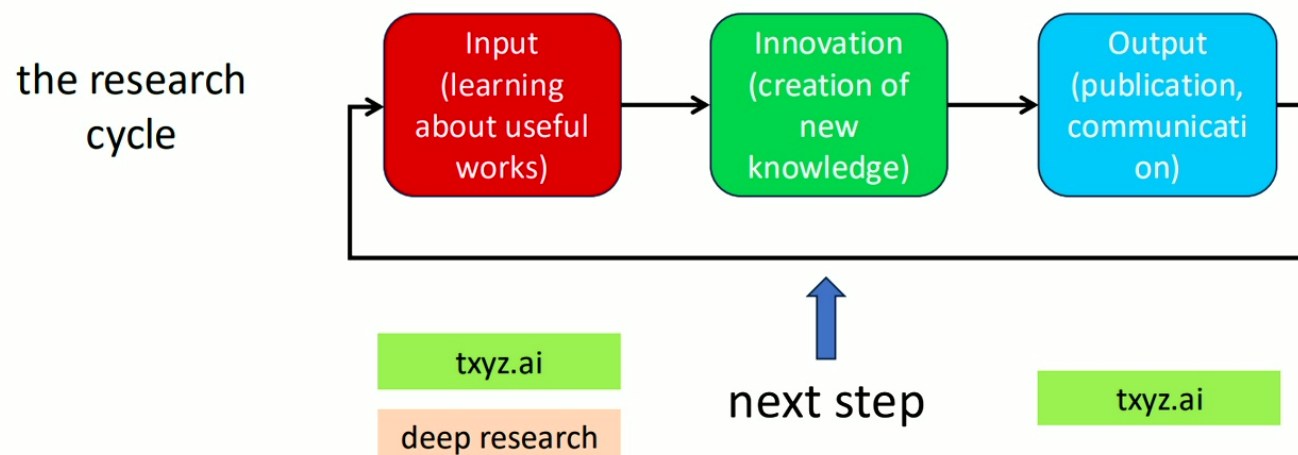 the research
cycle
Input
(learning
about useful
works)
Innovation
(creation of
new
knowledge)
Output
(publication,
communicati
on)
txyz.ai
deep research
next step
txyz.ai